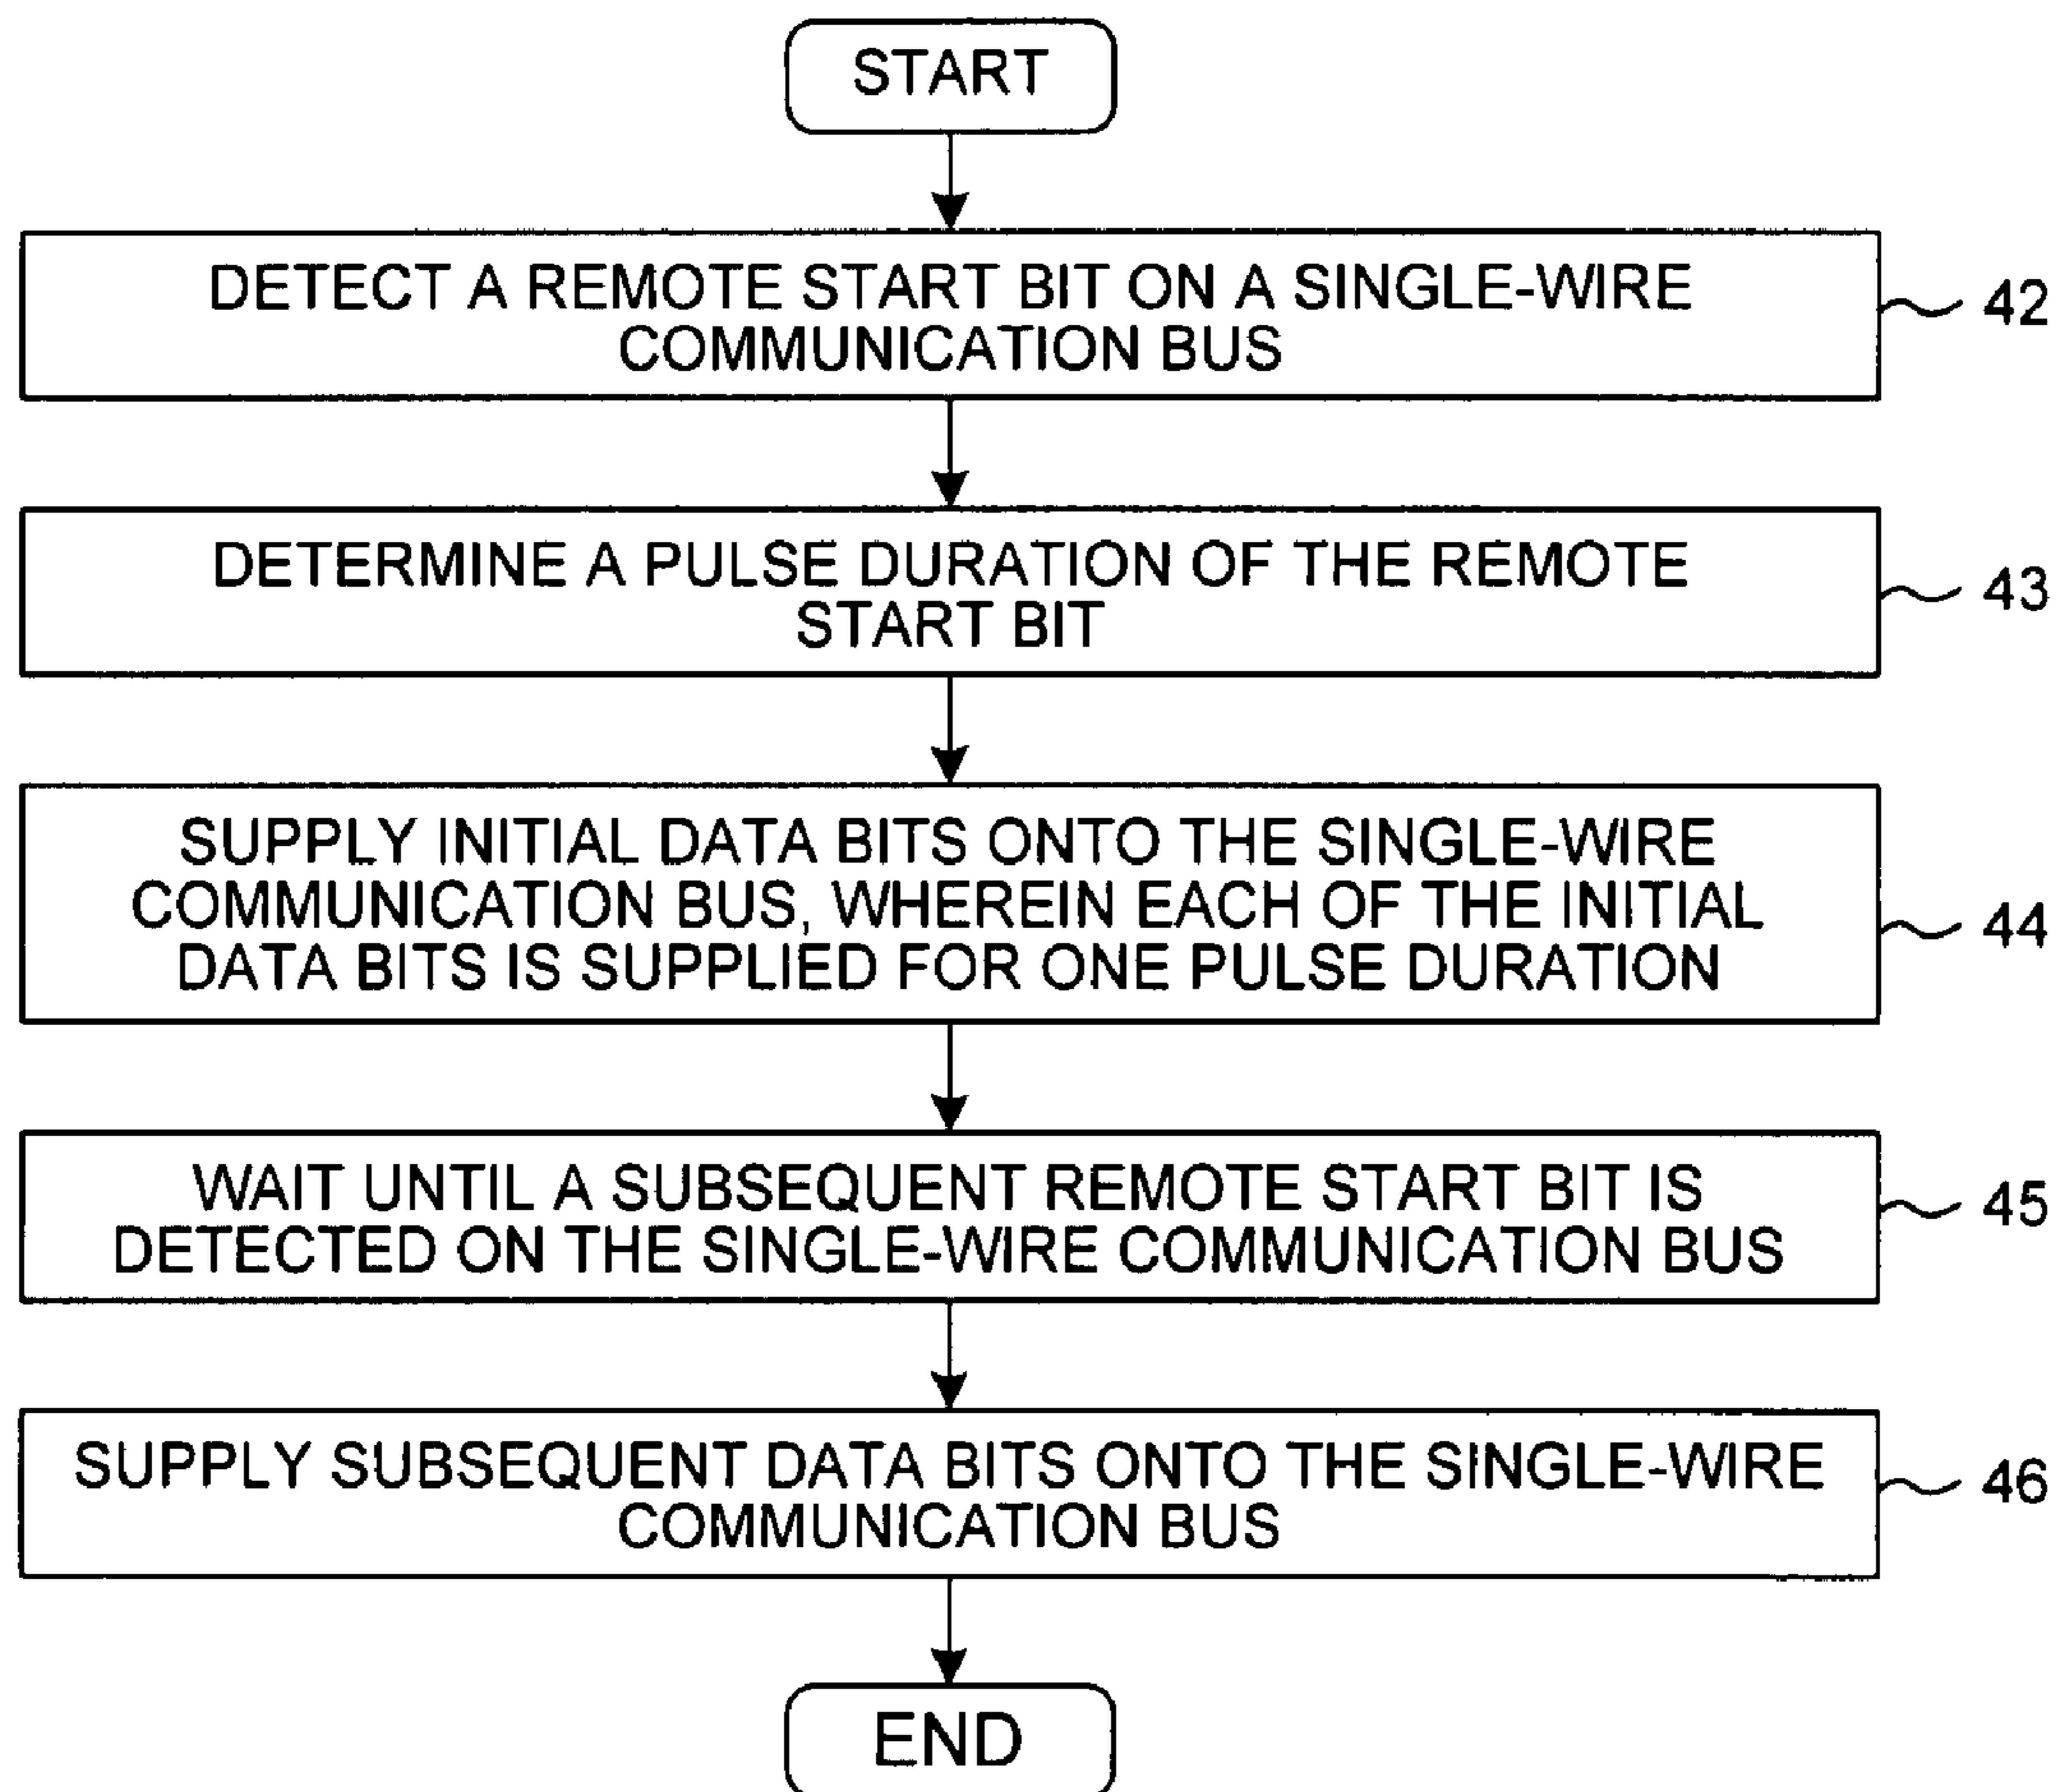 START
DETECT A REMOTE START BIT ON A SINGLE-WIRE
COMMUNICATION BUS
42
DETERMINE A PULSE DURATION OF THE REMOTE
START BIT
43
SUPPLY INITIAL DATA BITS ONTO THE SINGLE-WIRE
COMMUNICATION BUS, WHEREIN EACH OF THE INITIAL
DATA BITS IS SUPPLIED FOR ONE PULSE DURATION
44
WAIT UNTIL A SUBSEQUENT REMOTE START BIT IS
DETECTED ON THE SINGLE-WIRE COMMUNICATION BUS
45
SUPPLY SUBSEQUENT DATA BITS ONTO THE SINGLE-WIRE
COMMUNICATION BUS
46
END